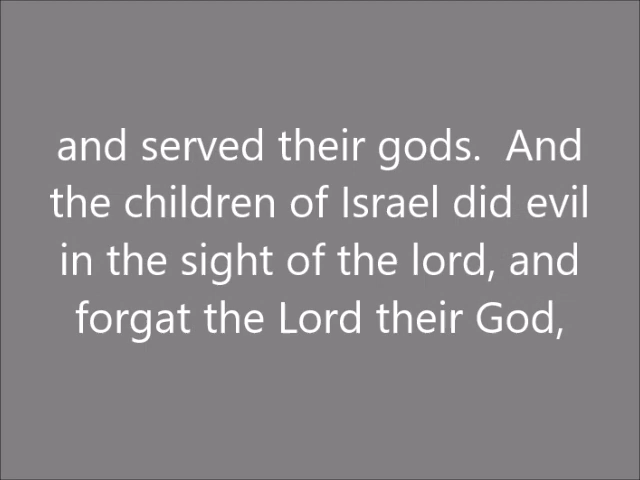 and served their gods.  And
the children of Israel did evil
in the sight of the lord, and
forgat the Lord their God,